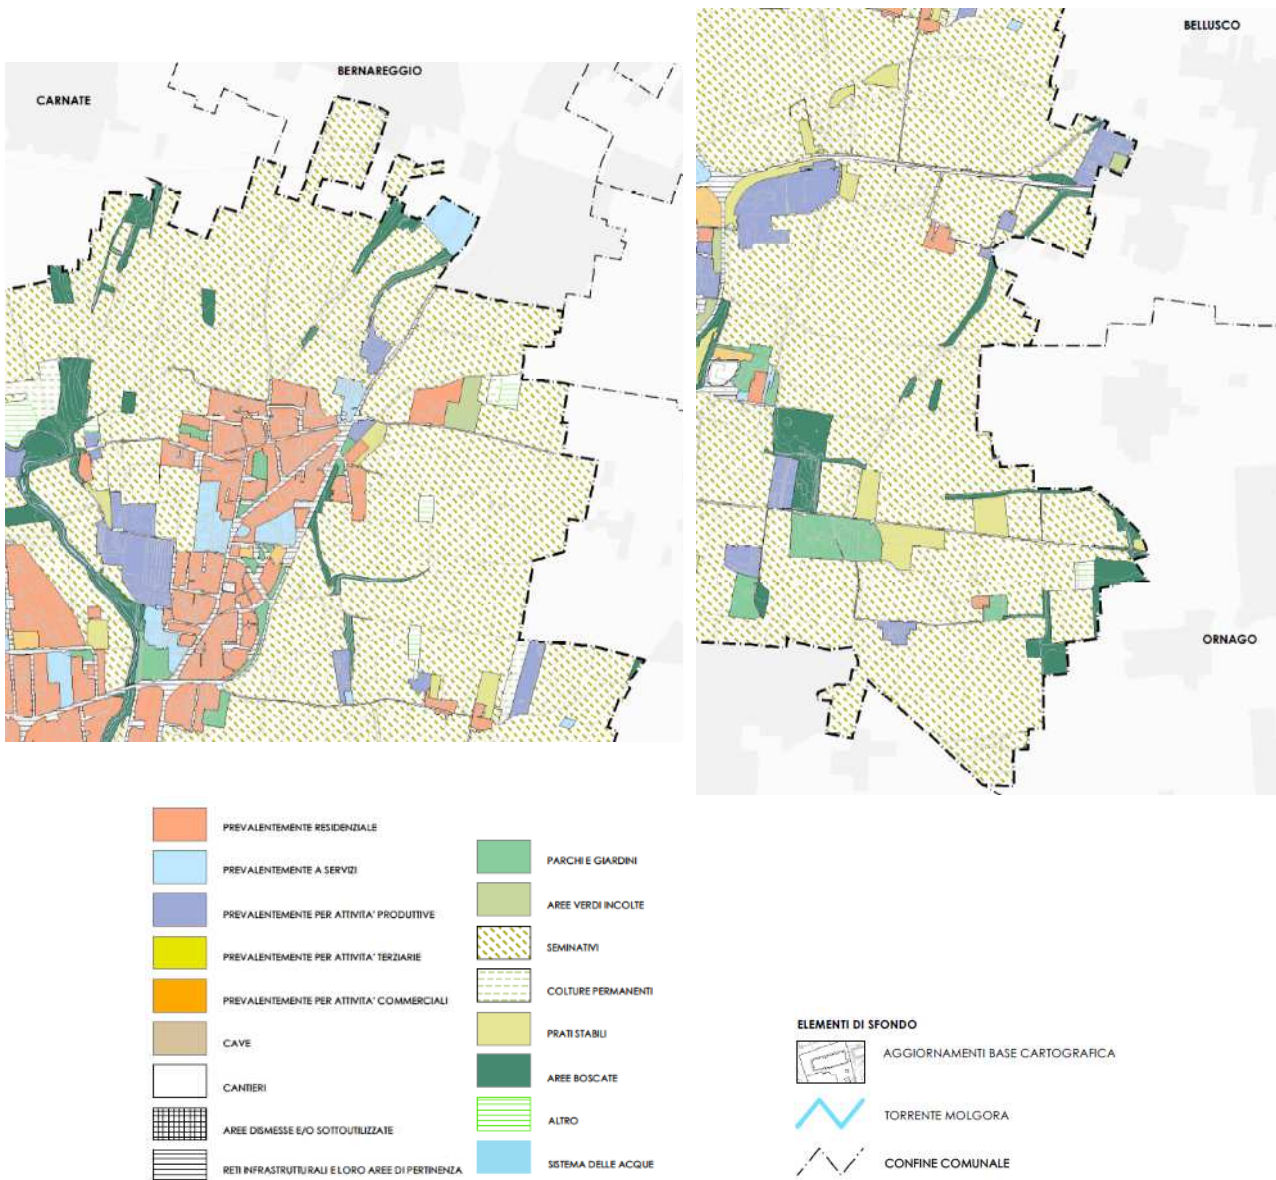 BELLUSCO
BERNAREGGIO
CARNATE
ORNAGO
PREVALENTEMENTE RESIDENZIALE
PREVALENTEMENTE A SERVIZI
PREVALENTEMENTE PER ATTIVITA' PRODUTTIVE
PREVALENTEMENTE PER ATTIVITA' TERZIARIE
PREVALENTEMENTE PER ATTIVITA' COMMERCIALI
CAVE
CANTIERI
AREE DISMESSE E/O SOTTOUTILIZZATE
RETI INFRASTRUTTURALI E LORO AREE DI PERTINENZA
PARCHI E GIARDINI
AREE VERDI INCOLTE
SEMINATIVI
COLTURE PERMANENTI
PRATI STABILI
AREE BOSCATE
ALTRO
SISTEMA DELLE ACQUE
ELEMENTI DI SFONDO
AGGIORNAMENTI BASE CARTOGRAFICA
TORRENTE MOLGORA
CONFINE COMUNALE